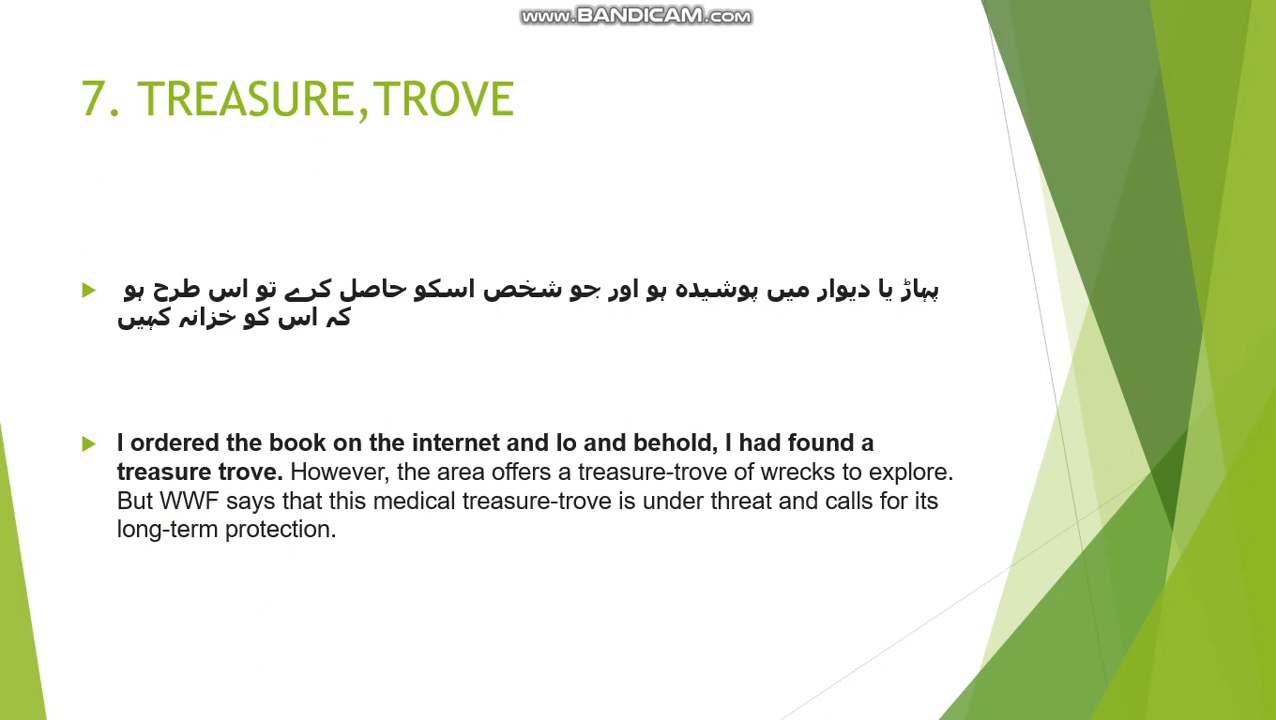 WWW.BANDICAM.COM
7. TREASURE,TROVE
پہاڑ یا دیوار میں پوشیدہ ہو اور جو شخص اسکو حاصل کرے تو اس طرح ہو
کہ اس کو خزانہ کہیں
I ordered the book on the internet and lo and behold, I had found a
treasure trove. However, the area offers a treasure-trove of wrecks to explore.
But WWF says that this medical treasure-trove is under threat and calls for its
long-term protection.